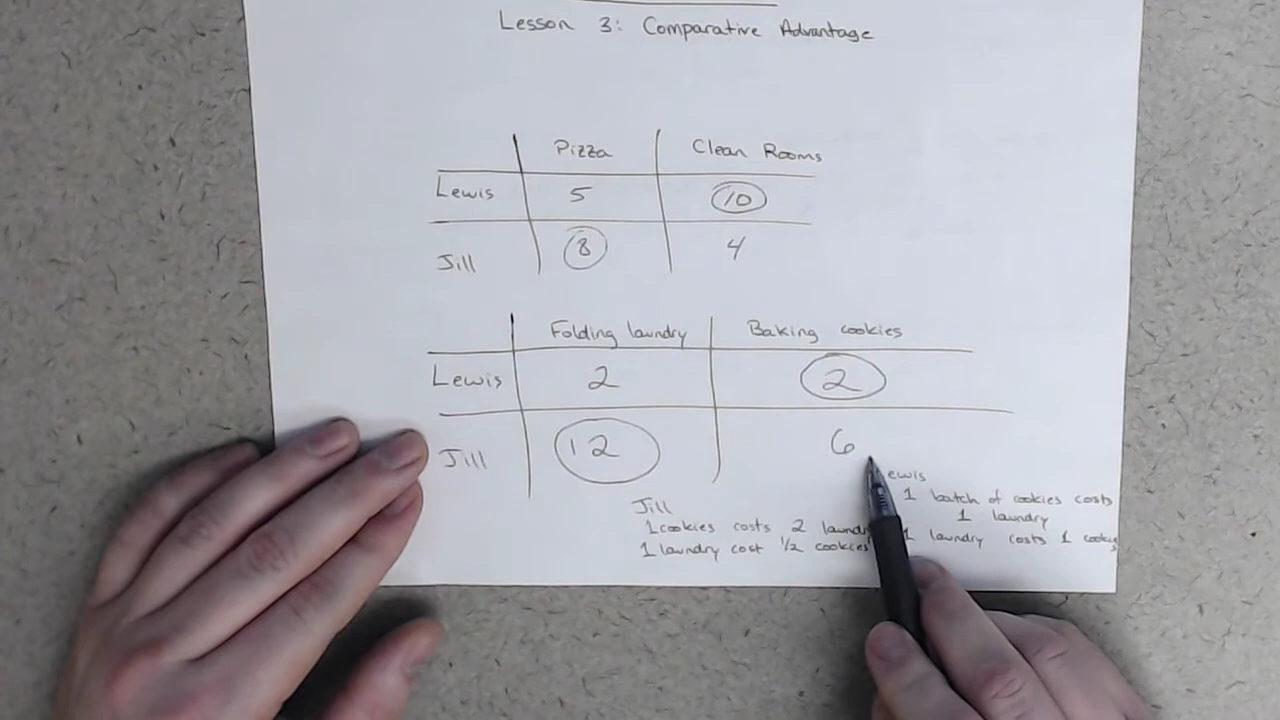 Lesson 3: Comparative Advantage
Pizza Clean Rooms
Lewis 5 10
Jill 8 4
Folding laundry Baking cookies
Lewis 2 2
Jill 12 6
Jill
1 cookies costs 2
1 laundry cost 1/2 cookies
ewis
1 batch of cookies costs
1 laundry
1 laundry costs 1 cookies